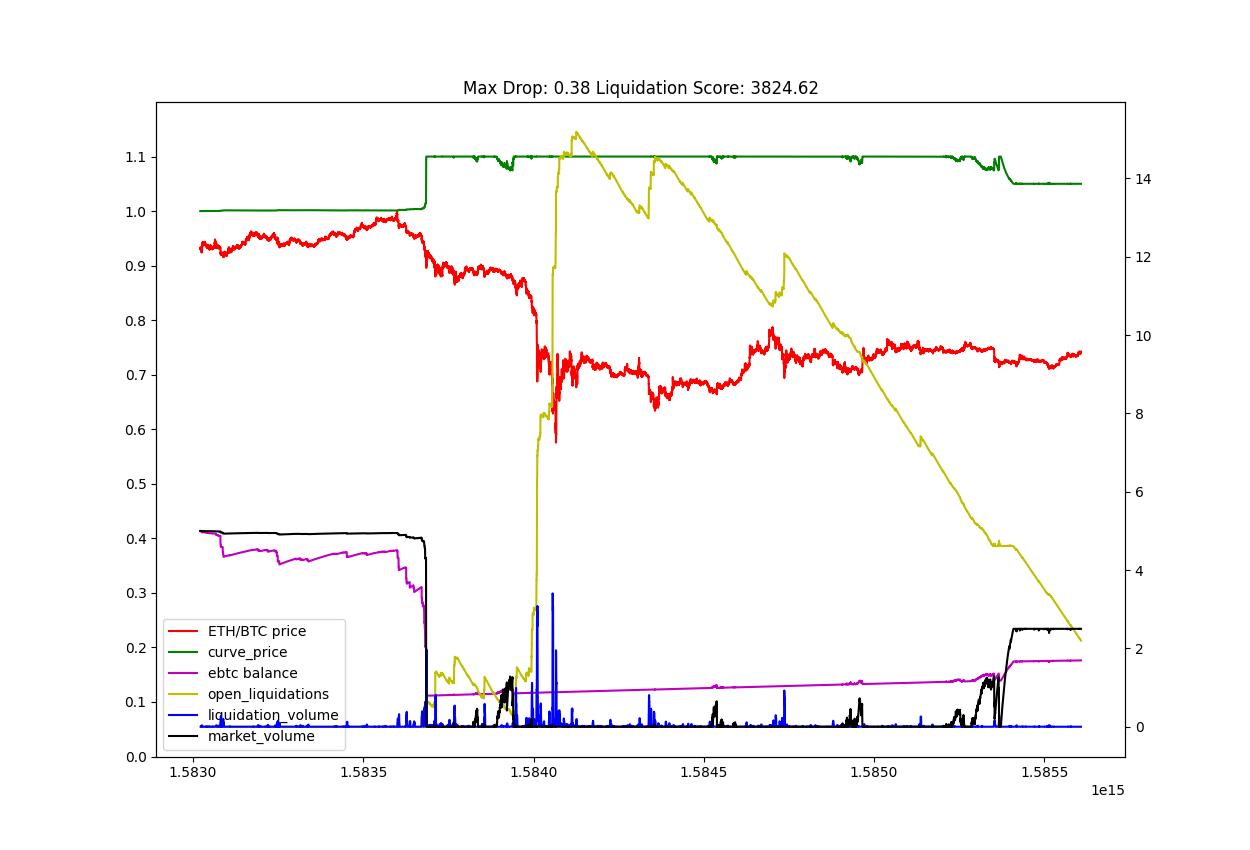 Max Drop: 0.38 Liquidation Score: 3824.62
1.1
1.0
0.9
0.8
0.7
0.6
0.5
0.4
0.3
0.2
0.1
0.0
14
12
10
8
6
4
2
0
ETH/BTC price
curve_price
ebtc balance
open_liquidations
liquidation_volume
market_volume
1.5830 1.5835 1.5840 1.5845 1.5850 1.5855
1e15